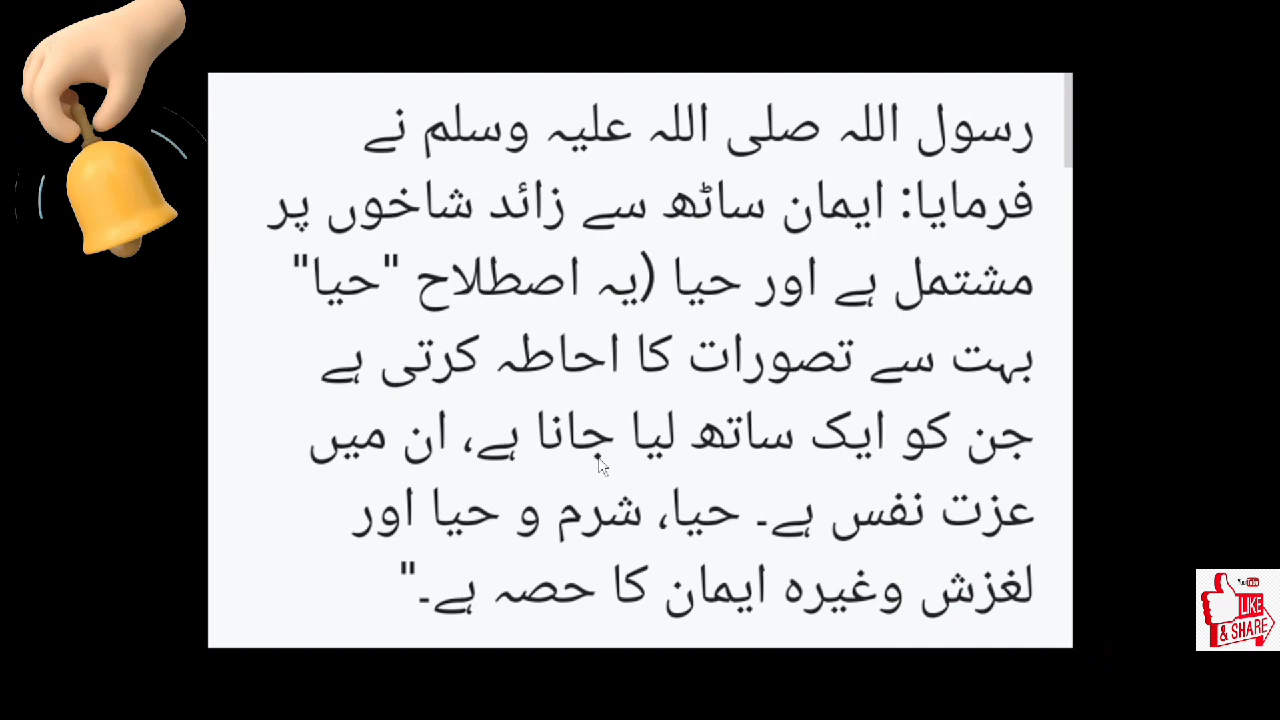 رسول اللہ صلی اللہ علیہ وسلم نے
فرمایا: ایمان ساٹھ سے زائد شاخوں پر
مشتمل ہے اور حیا (یہ اصطلاح "حیا"
بہت سے تصورات کا احاطہ کرتی ہے
جن کو ایک ساتھ لیا جانا ہے، ان میں
عزت نفس ہے۔ حیا، شرم و حیا اور
لغزش وغیرہ ایمان کا حصہ ہے۔"
YouTube
LIKE
& SHARE